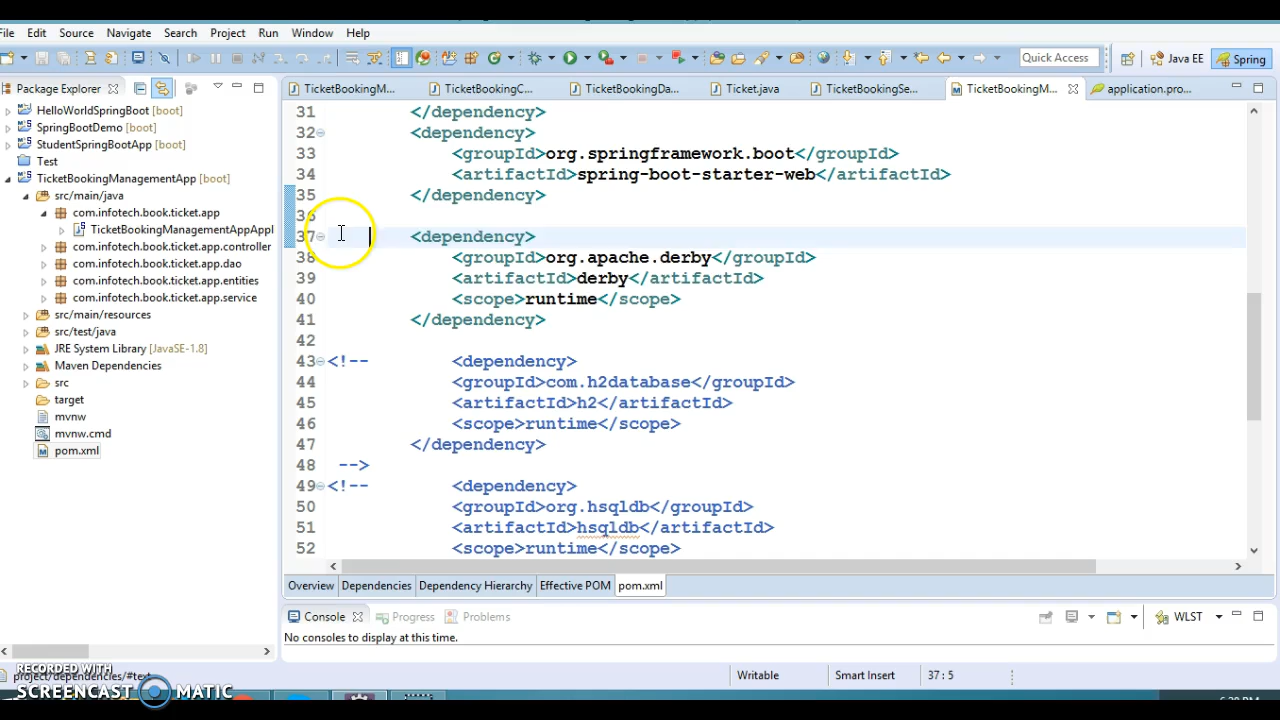 File Edit Source Navigate Search Project Run Window Help
Quick Access Java EE Spring
Package Explorer
HelloWorldSpringBoot [boot]
SpringBootDemo [boot]
StudentSpringBootApp [boot]
Test
TicketBookingManagementApp [boot]
src/main/java
com.infotech.book.ticket.app
TicketBookingManagementAppAppl
com.infotech.book.ticket.app.controller
com.infotech.book.ticket.app.dao
com.infotech.book.ticket.app.entities
com.infotech.book.ticket.app.service
src/main/resources
src/test/java
JRE System Library [JavaSE-1.8]
Maven Dependencies
src
target
mvnw
mvnw.cmd
pom.xml
TicketBookingM... TicketBookingC... TicketBookingDa... Ticket.java TicketBookingSe... TicketBookingM... application.pro...
31 </dependency>
32 <dependency>
33 <groupId>org.springframework.boot</groupId>
34 <artifactId>spring-boot-starter-web</artifactId>
35 </dependency>
36
37 <dependency>
38 <groupId>org.apache.derby</groupId>
39 <artifactId>derby</artifactId>
40 <scope>runtime</scope>
41 </dependency>
42
43 <!-- <dependency>
44 <groupId>com.h2database</groupId>
45 <artifactId>h2</artifactId>
46 <scope>runtime</scope>
47 </dependency>
48 -->
49 <!-- <dependency>
50 <groupId>org.hsqldb</groupId>
51 <artifactId>hsqldb</artifactId>
52 <scope>runtime</scope>
Overview Dependencies Dependency Hierarchy Effective POM pom.xml
Console Progress Problems WLST
No consoles to display at this time.
project/dependencies/#text Writable Smart Insert 37 : 5
RECORDED WITH
SCREENCAST MATIC